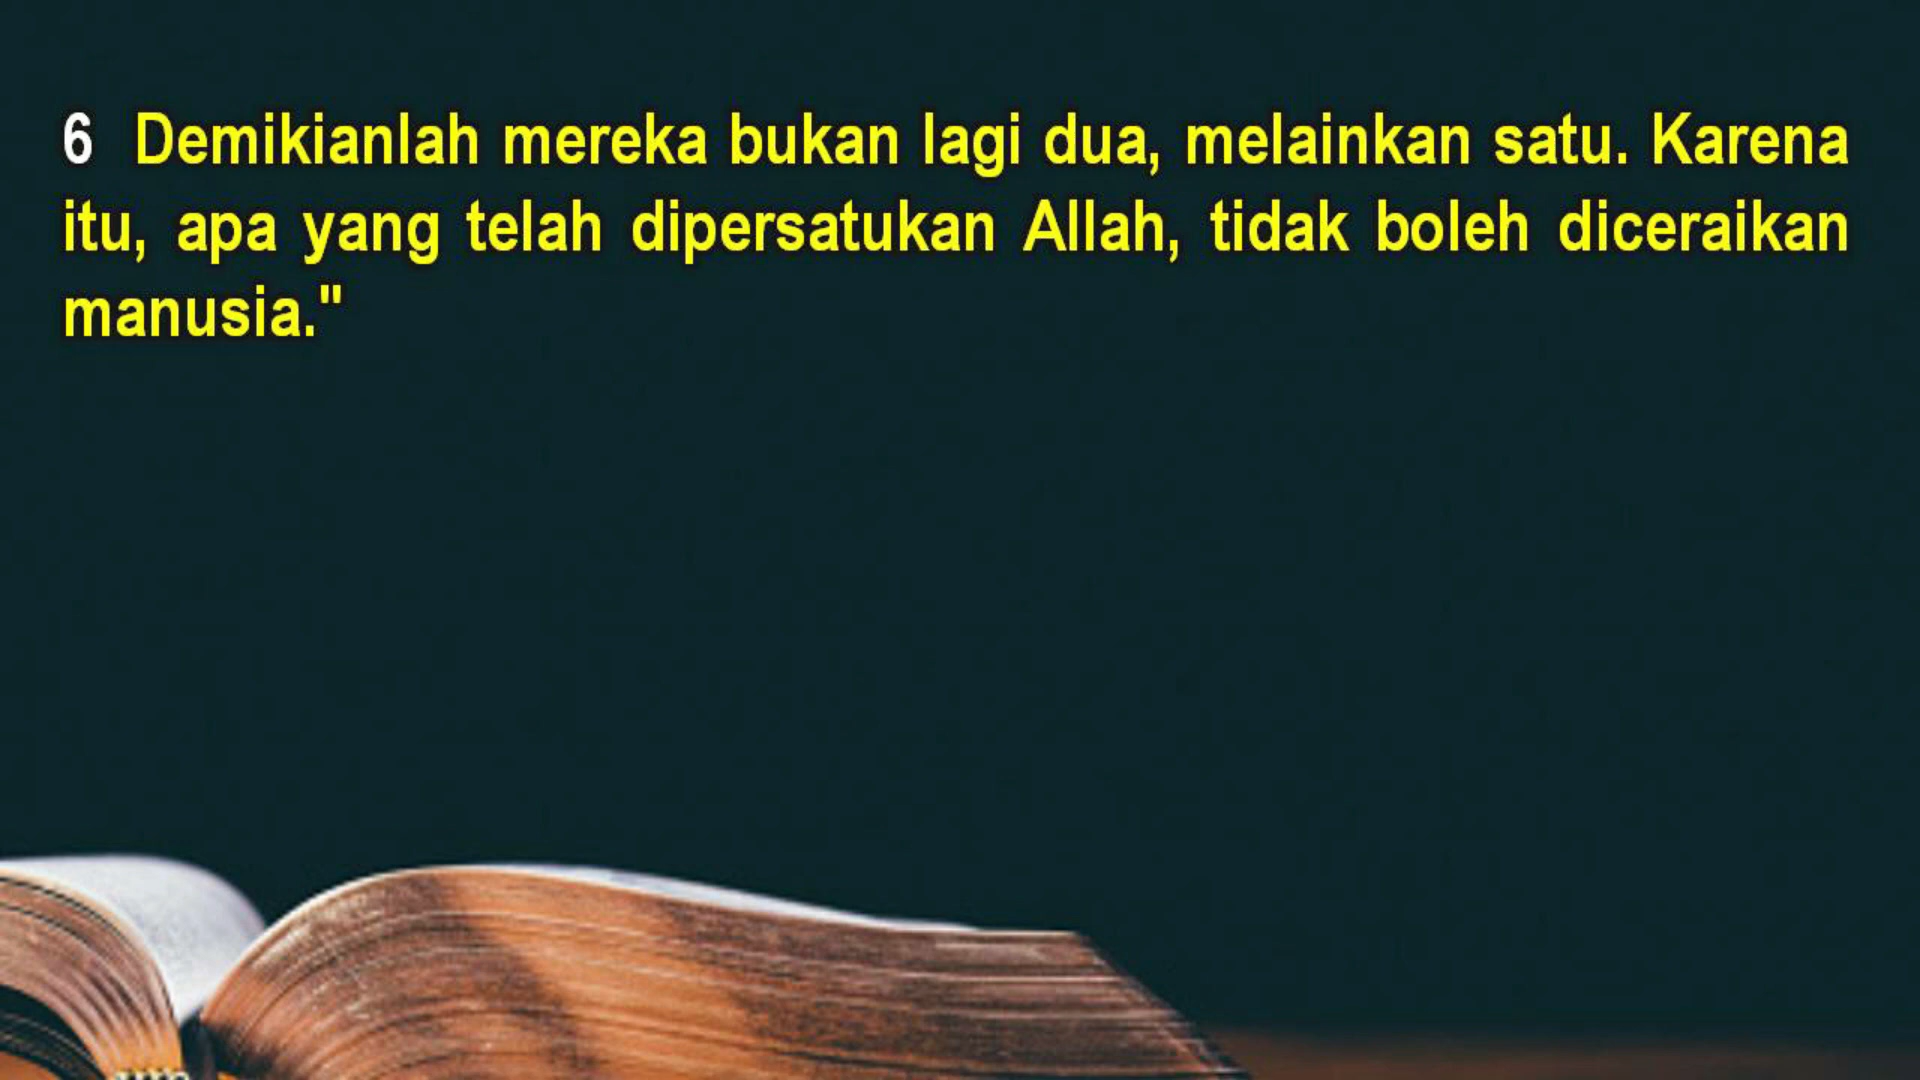 6 Demikianlah mereka bukan lagi dua, melainkan satu. Karena
itu, apa yang telah dipersatukan Allah, tidak boleh diceraikan
manusia."